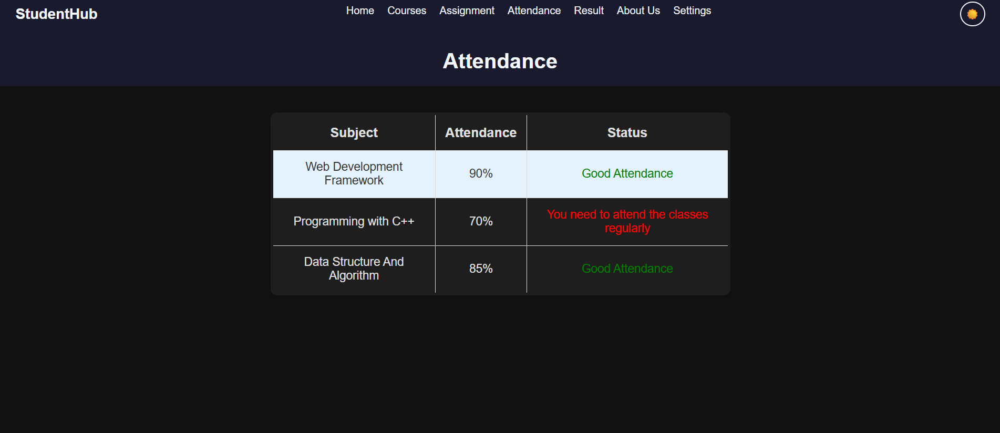 StudentHub
Home Courses Assignment Attendance Result About Us Settings
Attendance
Subject Attendance Status
Web Development
Framework
90%
Good Attendance
Programming with C++
70%
You need to attend the classes
regularly
Data Structure And
Algorithm
85%
Good Attendance